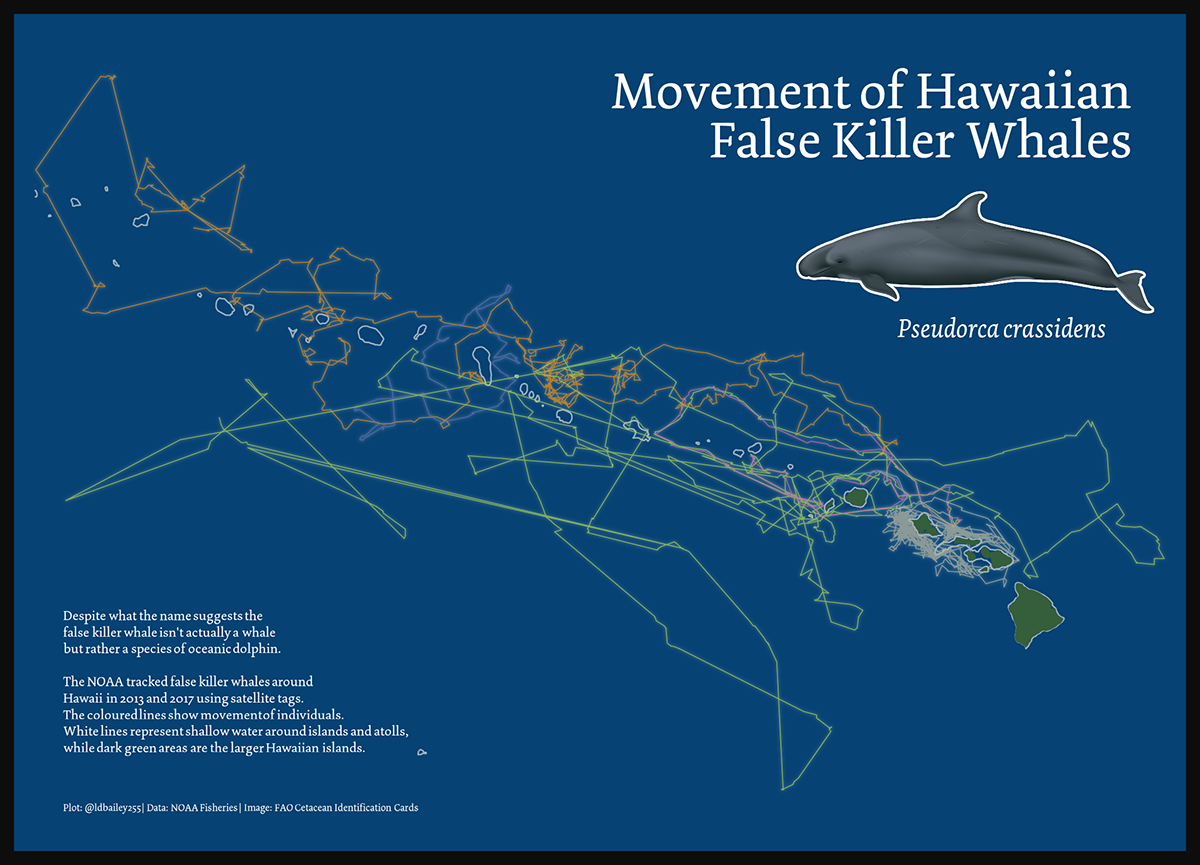 Movement of Hawaiian
False Killer Whales
Pseudorca crassidens
Despite what the name suggests the
false killer whale isn't actually a whale
but rather a species of oceanic dolphin.
The NOAA tracked false killer whales around
Hawaii in 2013 and 2017 using satellite tags.
The coloured lines show movement of individuals.
White lines represent shallow water around islands and atolls,
while dark green areas are the larger Hawaiian islands.
Plot: @ldbailey255| Data: NOAA Fisheries| Image: FAO Cetacean Identification Cards